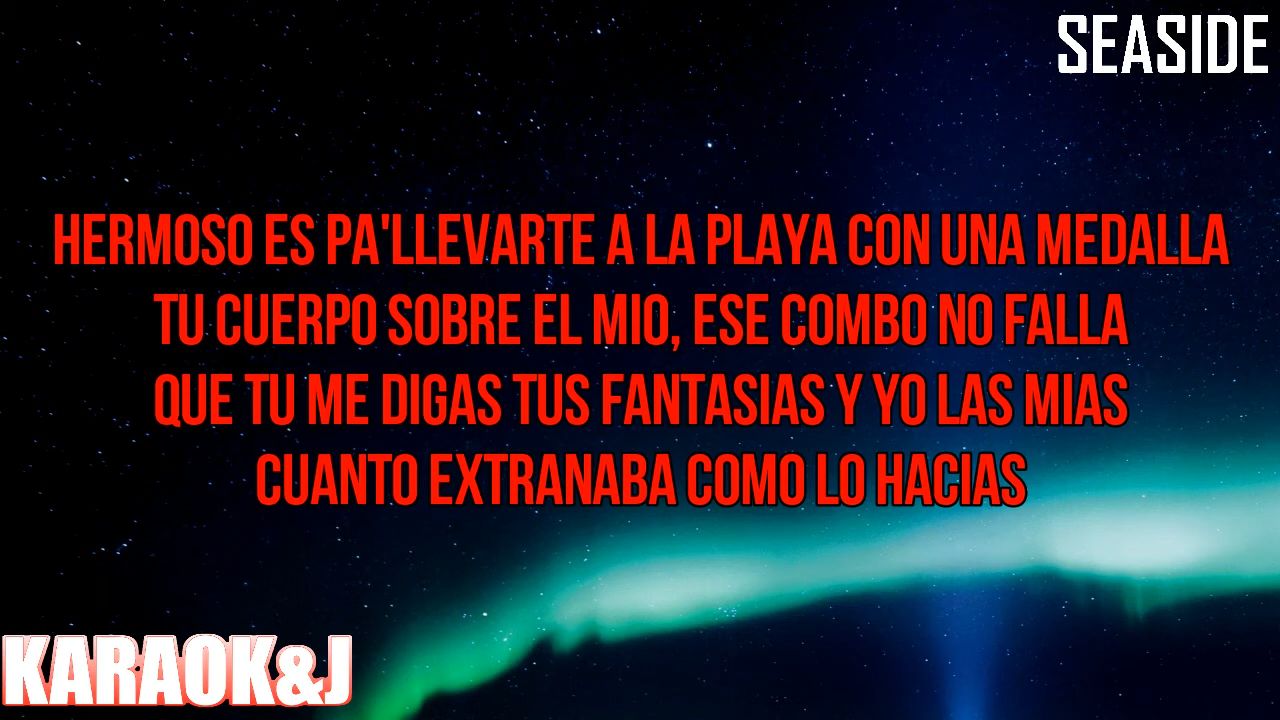 SEASIDE
HERMOSO ES PA'LLEVARTE A LA PLAYA CON UNA MEDALLA
TU CUERPO SOBRE EL MIO, ESE COMBO NO FALLA
QUE TU ME DIGAS TUS FANTASIAS Y YO LAS MIAS
CUANTO EXTRANABA COMO LO HACIAS
KARAOK&J